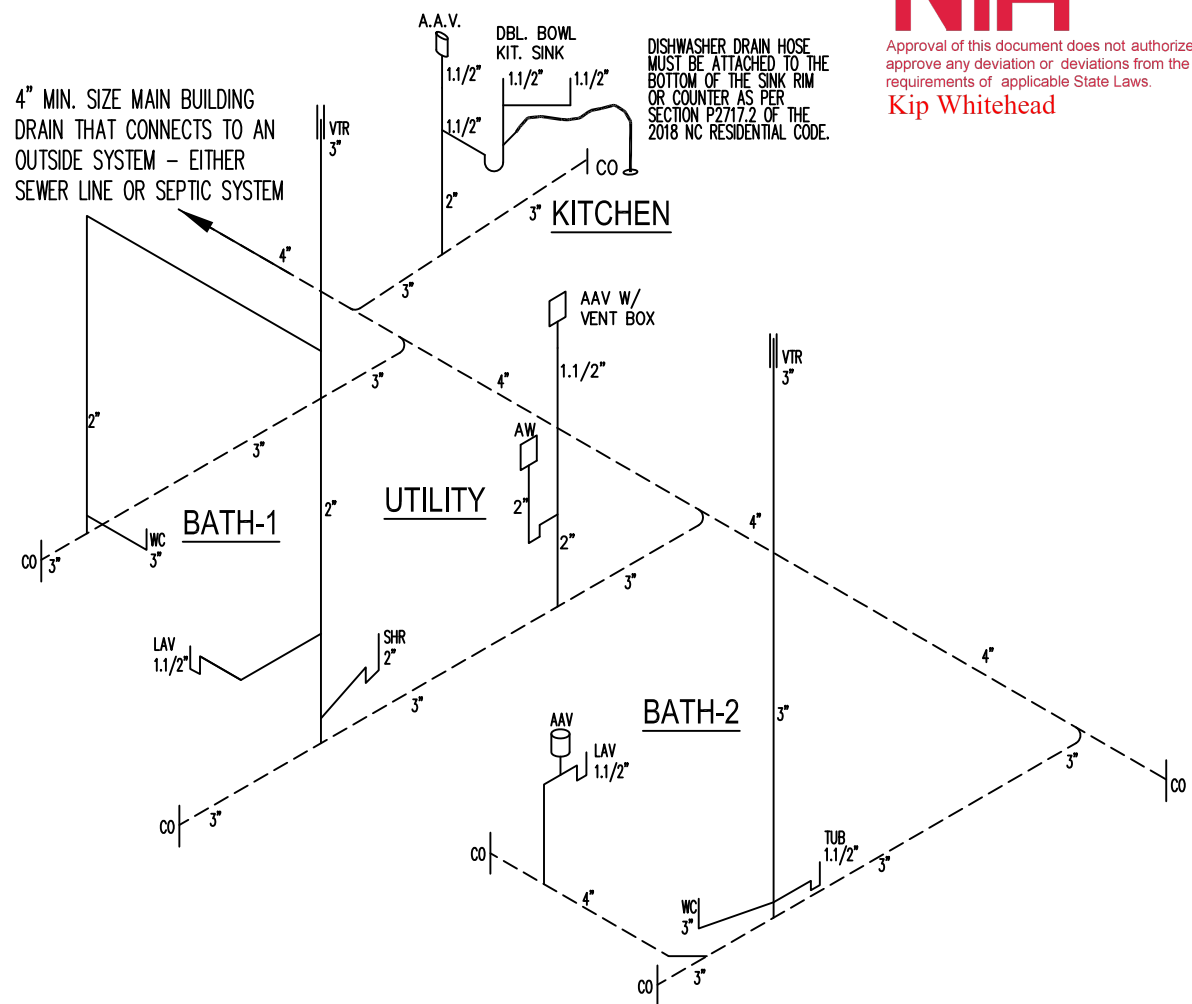 NTA
Approval of this document does not authorize
approve any deviation or deviations from the
requirements of applicable State Laws.
Kip Whitehead
A.A.V.
DBL. BOWL
KIT. SINK
1.1/2"
1.1/2"
1.1/2"
1.1/2"
DISHWASHER DRAIN HOSE
MUST BE ATTACHED TO THE
BOTTOM OF THE SINK RIM
OR COUNTER AS PER
SECTION P2717.2 OF THE
2018 NC RESIDENTIAL CODE.
4" MIN. SIZE MAIN BUILDING
DRAIN THAT CONNECTS TO AN
OUTSIDE SYSTEM – EITHER
SEWER LINE OR SEPTIC SYSTEM
VTR
3"
CO
2"
3"
KITCHEN
4"
3"
AAV W/
VENT BOX
1.1/2"
VTR
3"
3"
4"
2"
3"
AW
UTILITY
2"
2"
BATH-1
2"
2"
4"
WC
3"
CO
3"
3"
LAV
1.1/2"
SHR
2"
4"
3"
BATH-2
3"
AAV
LAV
1.1/2"
3"
CO
CO
3"
TUB
1.1/2"
3"
CO
4"
WC
3"
CO
3"